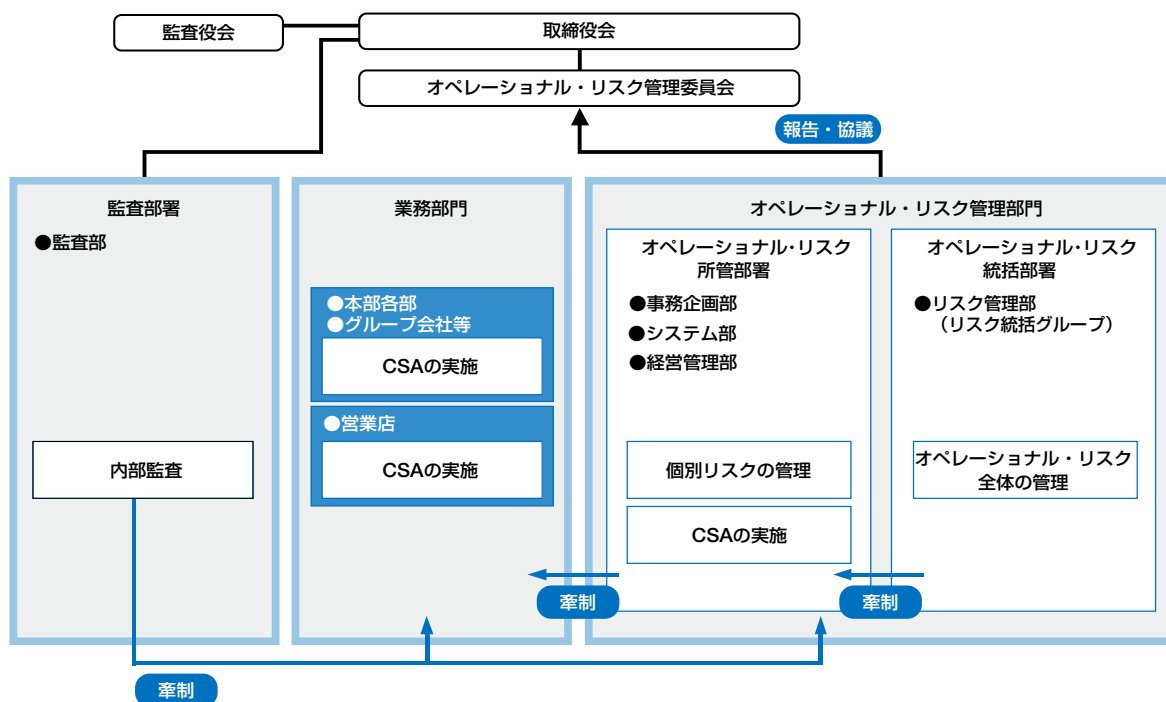 監査役会
取締役会
オペレーショナル・リスク管理委員会
報告・協議
監査部署
●監査部
内部監査
業務部門
●本部各部
●グループ会社等
CSAの実施
●営業店
CSAの実施
オペレーショナル・リスク管理部門
オペレーショナル・リスク
所管部署
●事務企画部
●システム部
●経営管理部
個別リスクの管理
CSAの実施
オペレーショナル・リスク
統括部署
●リスク管理部
（リスク統括グループ）
オペレーショナル・リスク
全体の管理
牽制
牽制
牽制